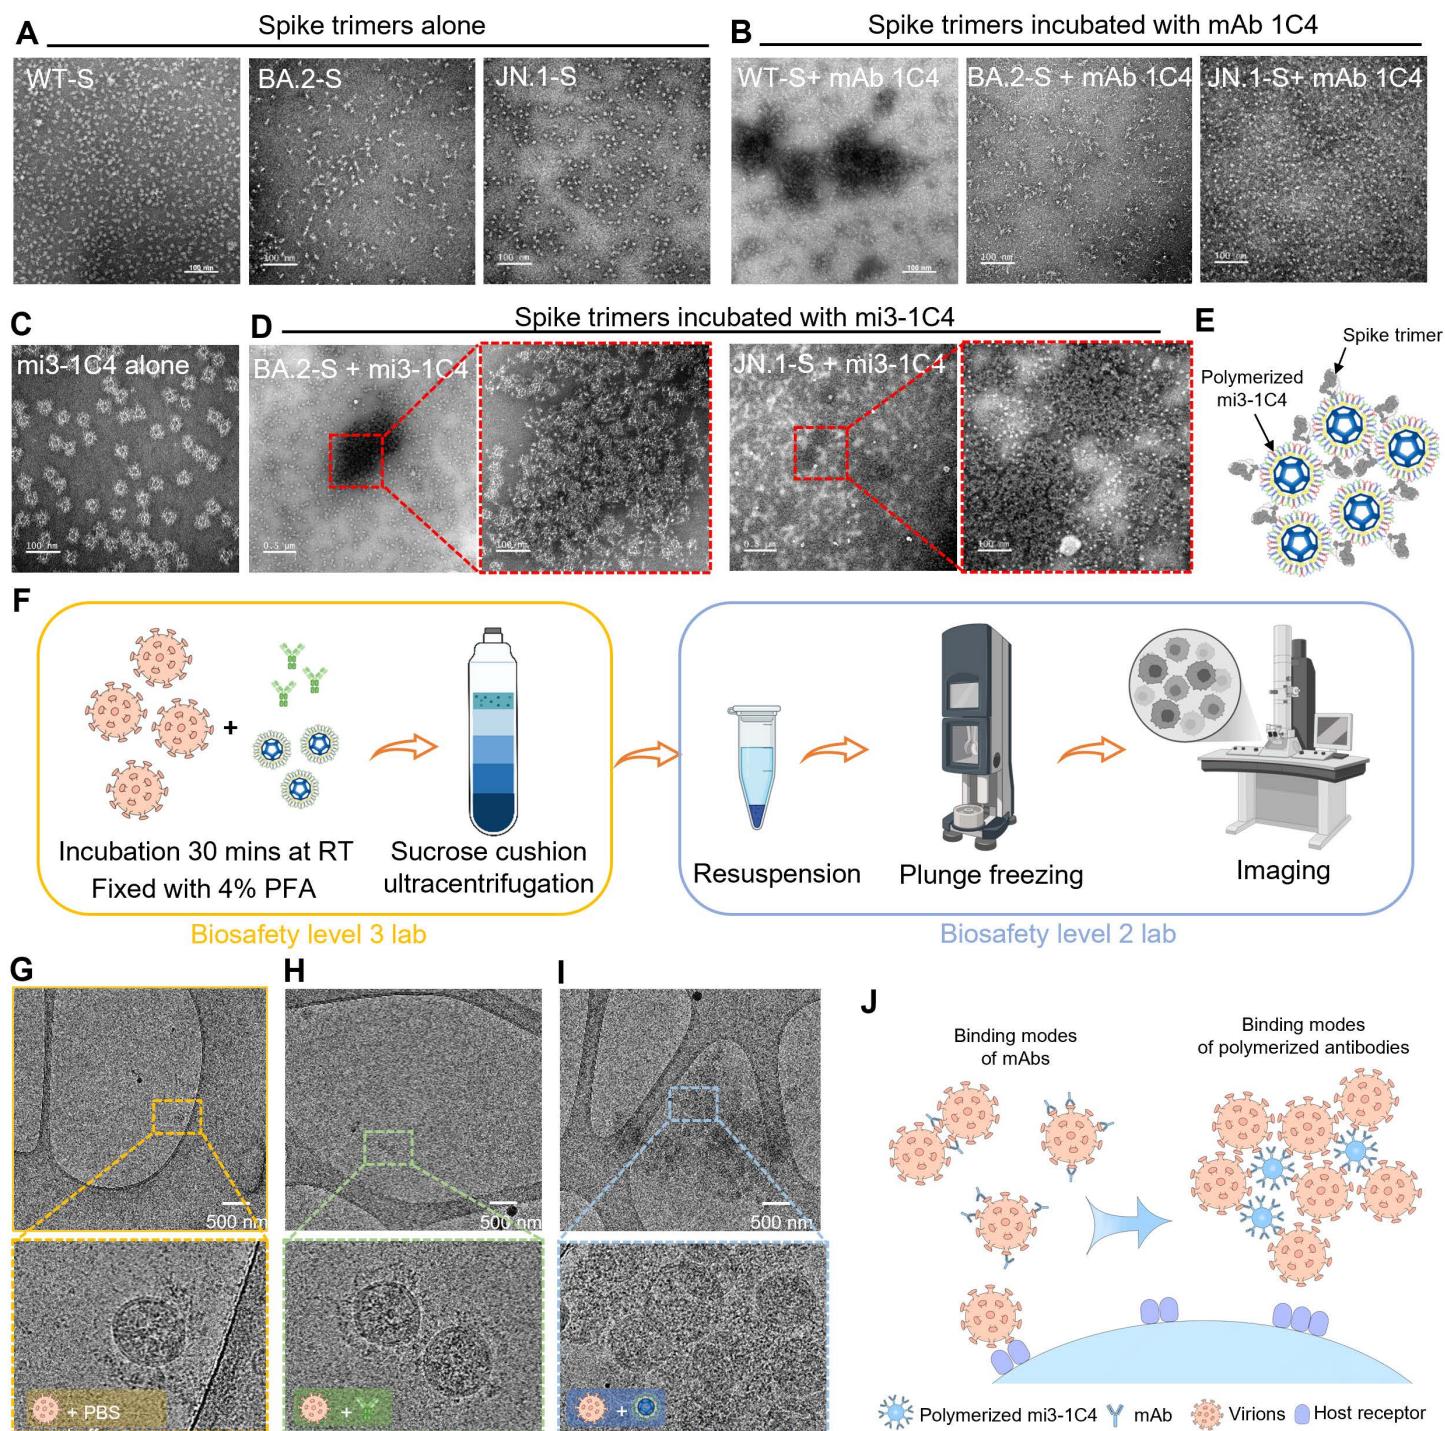 A
Spike trimers alone
B
Spike trimers incubated with mAb 1C4
WT-S
BA.2-S
JN.1-S
WT-S+ mAb 1C4
BA.2-S + mAb 1C4
JN.1-S+ mAb 1C4
100 nm
100 nm
100 nm
100 nm
100 nm
100 nm
C
D
Spike trimers incubated with mi3-1C4
E
mi3-1C4 alone
BA.2-S + mi3-1C4
JN.1-S + mi3-1C4
Spike trimer
Polymerized
mi3-1C4
100 nm
0.5 µm
100 nm
0.5 µm
100 nm
F
+
Incubation 30 mins at RT
Fixed with 4% PFA
Sucrose cushion
ultracentrifugation
Resuspension
Plunge freezing
Imaging
Biosafety level 3 lab
Biosafety level 2 lab
G
H
I
J
500 nm
500 nm
500 nm
+ PBS
+
+
Binding modes
of mAbs
Binding modes
of polymerized antibodies
Polymerized mi3-1C4
mAb
Virions
Host receptor